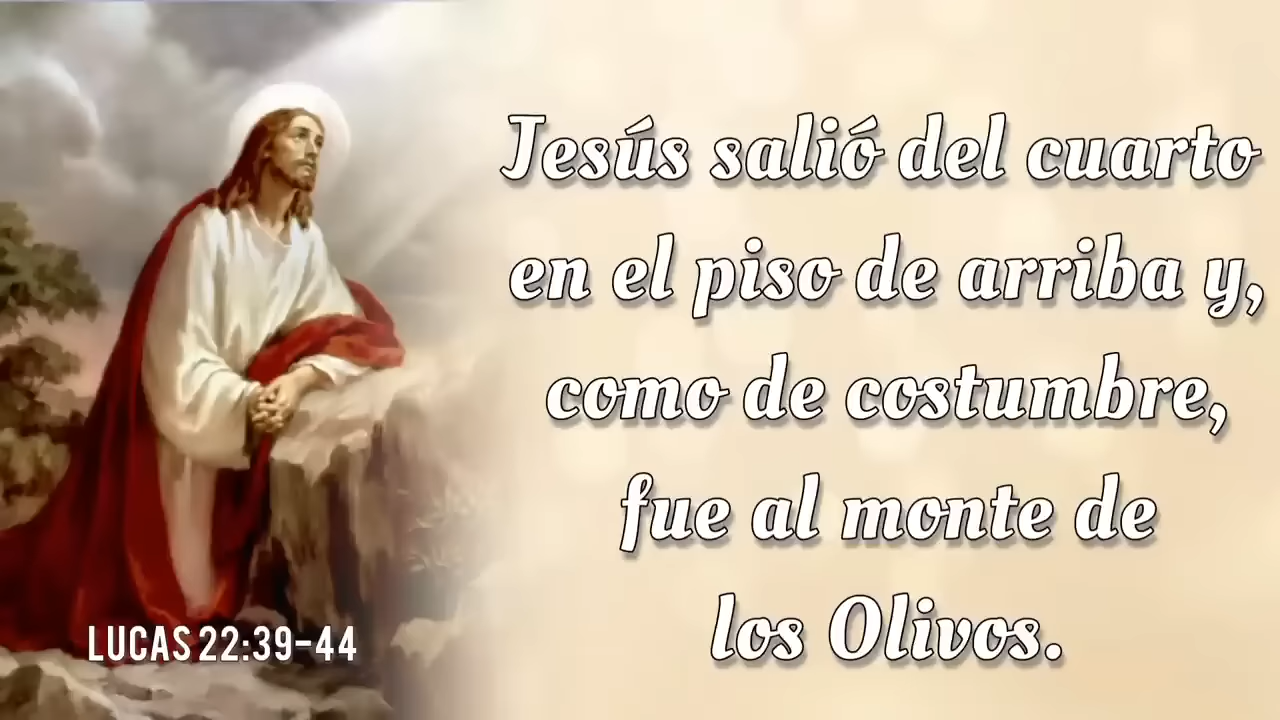 Jesús salió del cuarto
en el piso de arriba y,
como de costumbre,
fue al monte de
los Olivos.
LUCAS 22:39-44